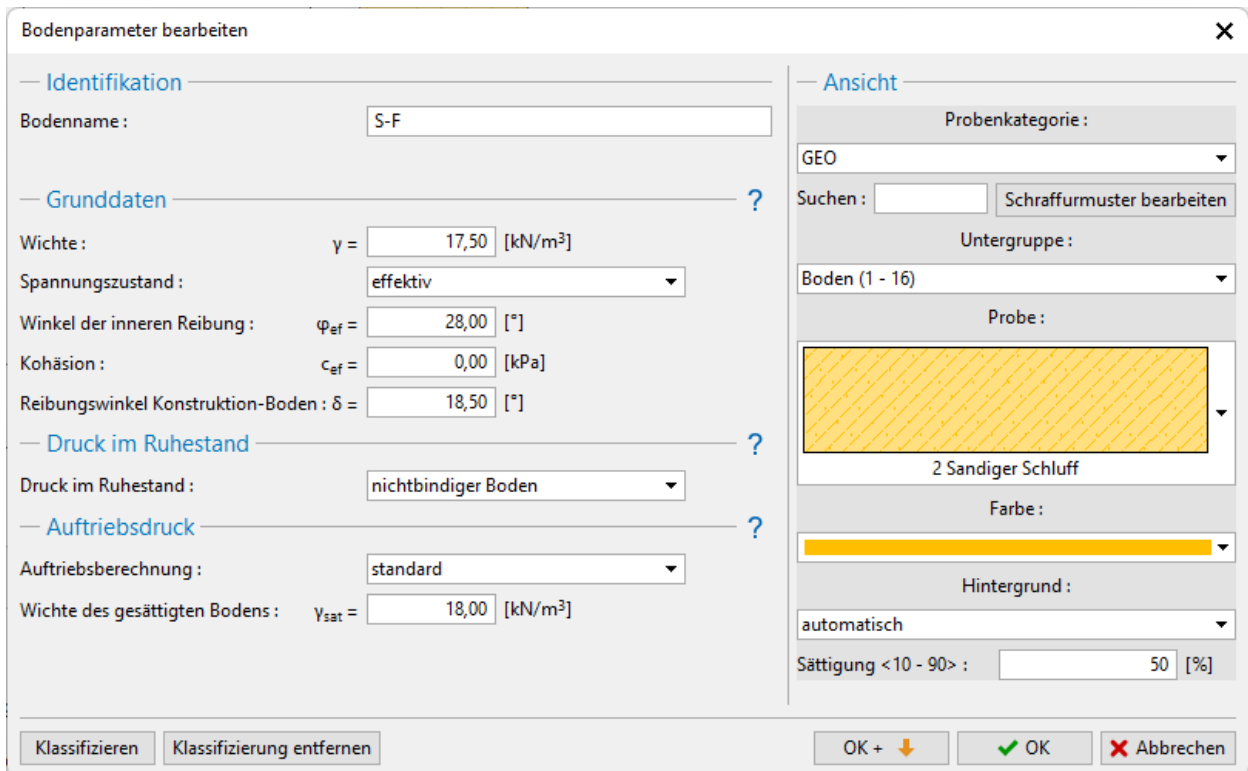 Bodenparameter bearbeiten
Identifikation
Bodenname :
S-F
Grunddaten
?
Wichte : γ = 17,50 [kN/m³]
Spannungszustand : effektiv
Winkel der inneren Reibung : φef = 28,00 [°]
Kohäsion : cef = 0,00 [kPa]
Reibungswinkel Konstruktion-Boden : δ = 18,50 [°]
Druck im Ruhestand
?
Druck im Ruhestand : nichtbindiger Boden
Auftriebsdruck
?
Auftriebsberechnung : standard
Wichte des gesättigten Bodens : γsat = 18,00 [kN/m³]
Ansicht
Probenkategorie :
GEO
Suchen : Schraffurmuster bearbeiten
Untergruppe :
Boden (1 - 16)
Probe :
2 Sandiger Schluff
Farbe :
Hintergrund :
automatisch
Sättigung <10 - 90> : 50 [%]
Klassifizieren Klassifizierung entfernen OK + OK Abbrechen